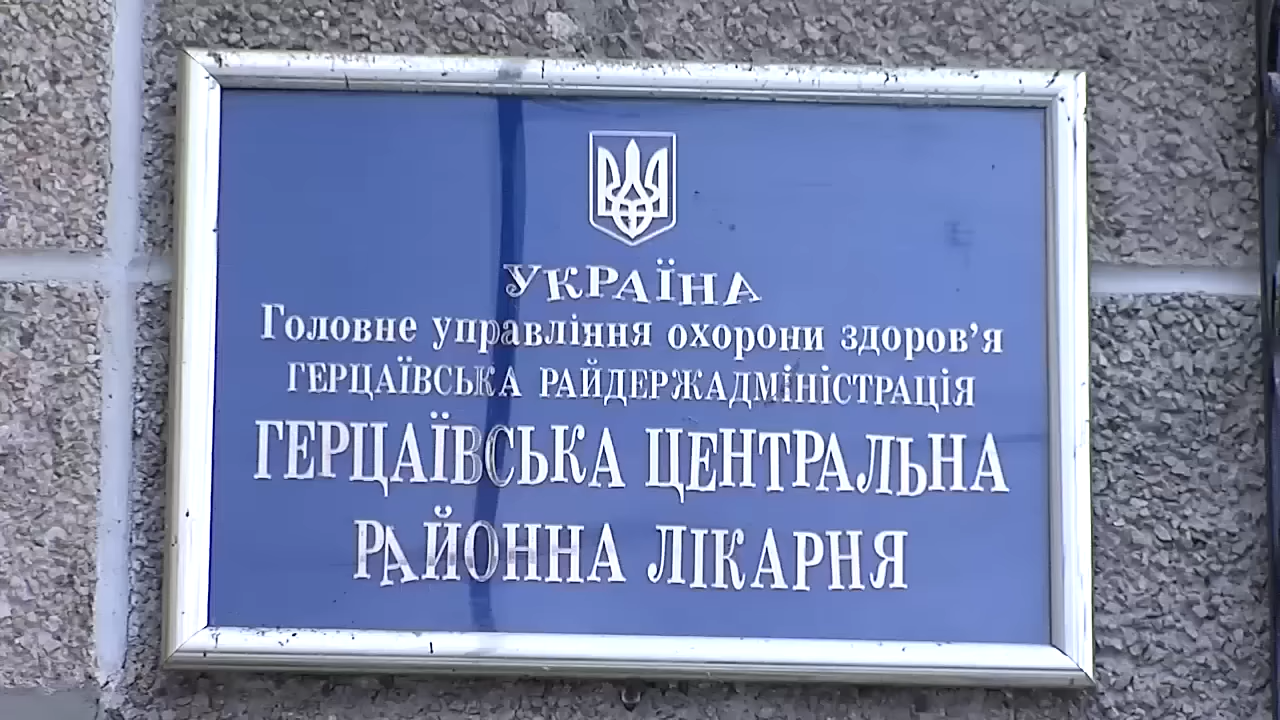 УКРАЇНА
Головне управління охорони здоров'я
ГЕРЦАЇВСЬКА РАЙДЕРЖАДМІНІСТРАЦІЯ
ГЕРЦАЇВСЬКА ЦЕНТРАЛЬНА
РАЙОННА ЛІКАРНЯ